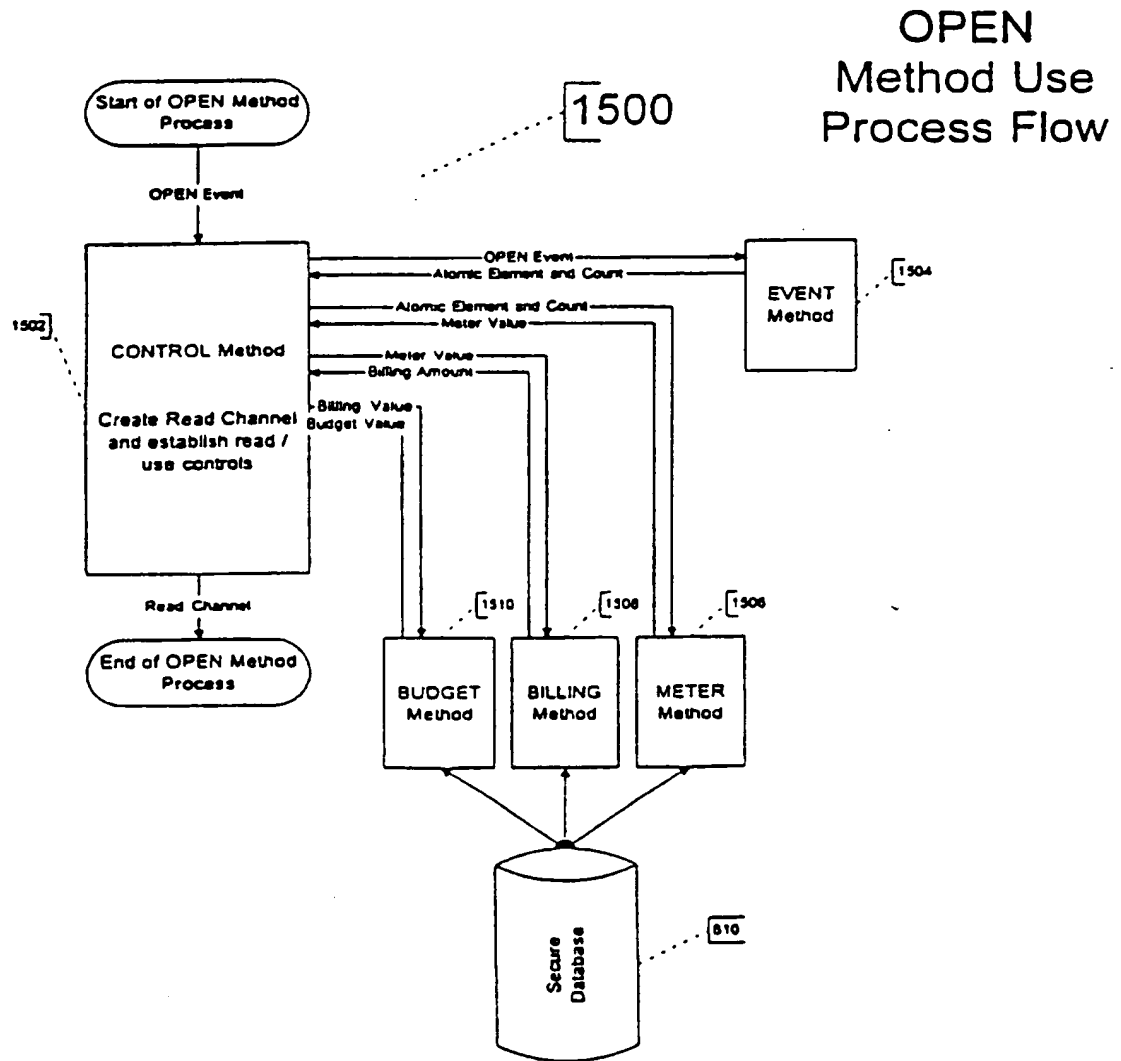 OPEN
Method Use
Process Flow
Start of OPEN Method
Process
1500
OPEN Event
OPEN Event
Atomic Element and Count
1504
EVENT
Method
Atomic Element and Count
Meter Value
1502
CONTROL Method
Meter Value
Billing Amount
Create Read Channel
and establish read /
use controls
Billing Value
Budget Value
Read Channel
1510
1508
1506
End of OPEN Method
Process
BUDGET
Method
BILLING
Method
METER
Method
Secure
Database
610